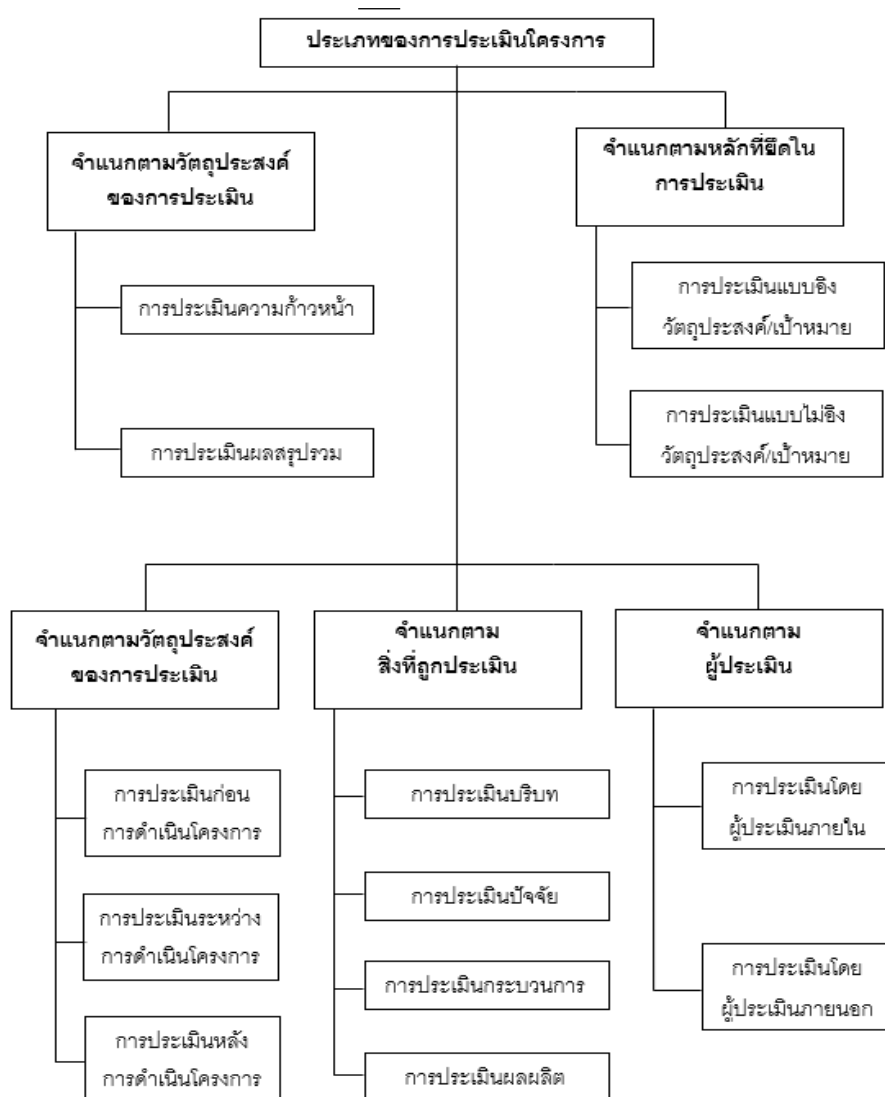 ประเภทของการประเมินโครงการ
จำแนกตามวัตถุประสงค์
ของการประเมิน
จำแนกตามหลักที่ยึดใน
การประเมิน
การประเมินความก้าวหน้า
การประเมินผลสรุปรวม
การประเมินแบบอิง
วัตถุประสงค์/เป้าหมาย
การประเมินแบบไม่อิง
วัตถุประสงค์/เป้าหมาย
จำแนกตามวัตถุประสงค์
ของการประเมิน
จำแนกตาม
สิ่งที่ถูกประเมิน
จำแนกตาม
ผู้ประเมิน
การประเมินก่อน
การดำเนินโครงการ
การประเมินระหว่าง
การดำเนินโครงการ
การประเมินหลัง
การดำเนินโครงการ
การประเมินบริบท
การประเมินปัจจัย
การประเมินกระบวนการ
การประเมินผลผลิต
การประเมินโดย
ผู้ประเมินภายใน
การประเมินโดย
ผู้ประเมินภายนอก